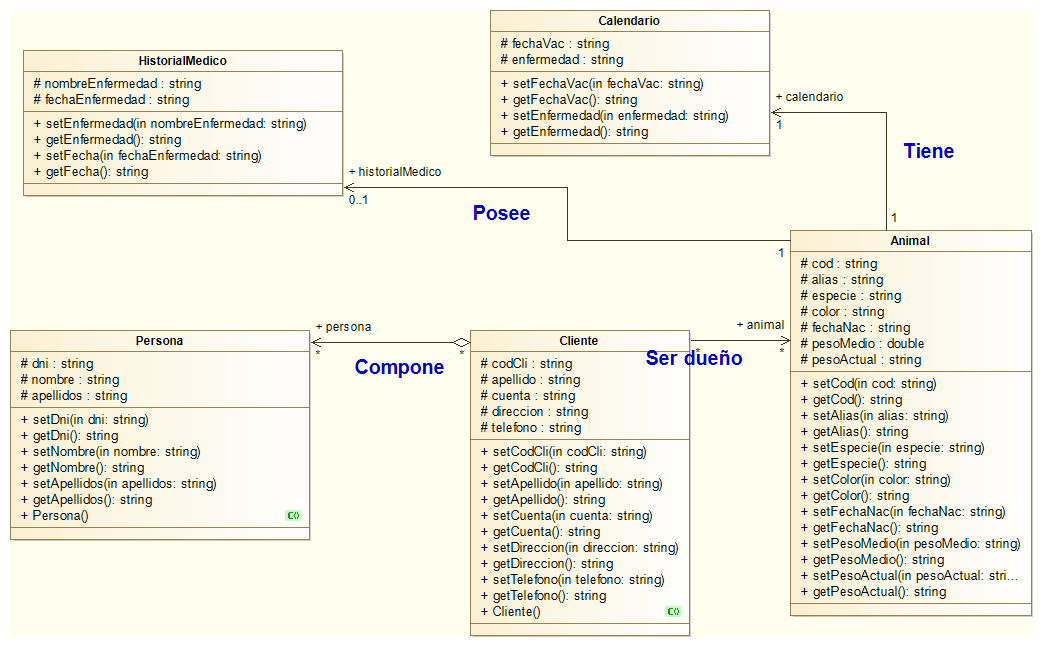 Calendario
# fechaVac : string
# enfermedad : string
+ setFechaVac(in fechaVac: string)
+ getFechaVac(): string
+ setEnfermedad(in enfermedad: string)
+ getEnfermedad(): string
HistorialMedico
# nombreEnfermedad : string
# fechaEnfermedad : string
+ setEnfermedad(in nombreEnfermedad: string)
+ getEnfermedad(): string
+ setFecha(in fechaEnfermedad: string)
+ getFecha(): string
+ calendario
1
Tiene
1
+ historialMedico
0..1
Posee
1
Animal
# cod : string
# alias : string
# especie : string
# color : string
# fechaNac : string
# pesoMedio : double
# pesoActual : string
+ setCod(in cod: string)
+ getCod(): string
+ setAlias(in alias: string)
+ getAlias(): string
+ setEspecie(in especie: string)
+ getEspecie(): string
+ setColor(in color: string)
+ getColor(): string
+ setFechaNac(in fechaNac: string)
+ getFechaNac(): string
+ setPesoMedio(in pesoMedio: string)
+ getPesoMedio(): string
+ setPesoActual(in pesoActual: stri...
+ getPesoActual(): string
Persona
# dni : string
# nombre : string
# apellidos : string
+ setDni(in dni: string)
+ getDni(): string
+ setNombre(in nombre: string)
+ getNombre(): string
+ setApellidos(in apellidos: string)
+ getApellidos(): string
+ Persona()
C()
+ persona
*
Compone
*
Cliente
# codCli : string
# apellido : string
# cuenta : string
# direccion : string
# telefono : string
+ setCodCli(in codCli: string)
+ getCodCli(): string
+ setApellido(in apellido: string)
+ getApellido(): string
+ setCuenta(in cuenta: string)
+ getCuenta(): string
+ setDireccion(in direccion: string)
+ getDireccion(): string
+ setTelefono(in telefono: string)
+ getTelefono(): string
+ Cliente()
C()
+ animal
*
Ser dueño
*